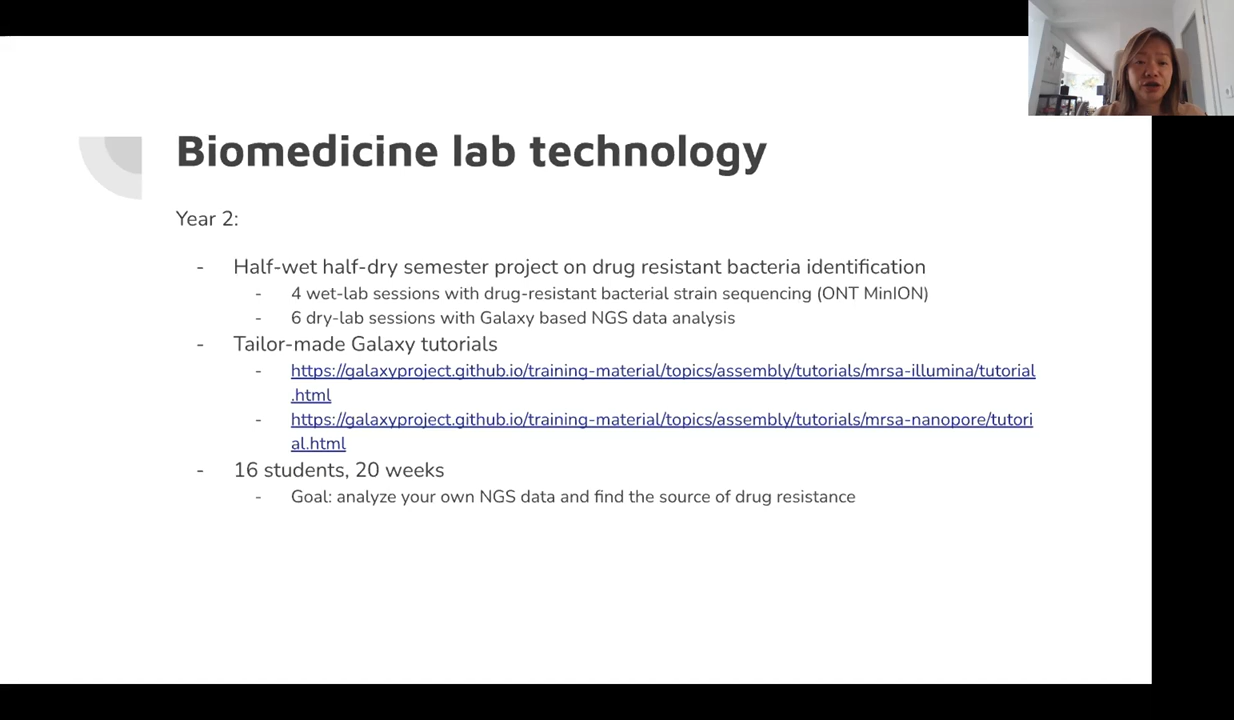 Biomedicine lab technology
Year 2:
- Half-wet half-dry semester project on drug resistant bacteria identification
- 4 wet-lab sessions with drug-resistant bacterial strain sequencing (ONT MinION)
- 6 dry-lab sessions with Galaxy based NGS data analysis
- Tailor-made Galaxy tutorials
- https://galaxyproject.github.io/training-material/topics/assembly/tutorials/mrsa-illumina/tutorial
.html
- https://galaxyproject.github.io/training-material/topics/assembly/tutorials/mrsa-nanopore/tutori
al.html
- 16 students, 20 weeks
- Goal: analyze your own NGS data and find the source of drug resistance